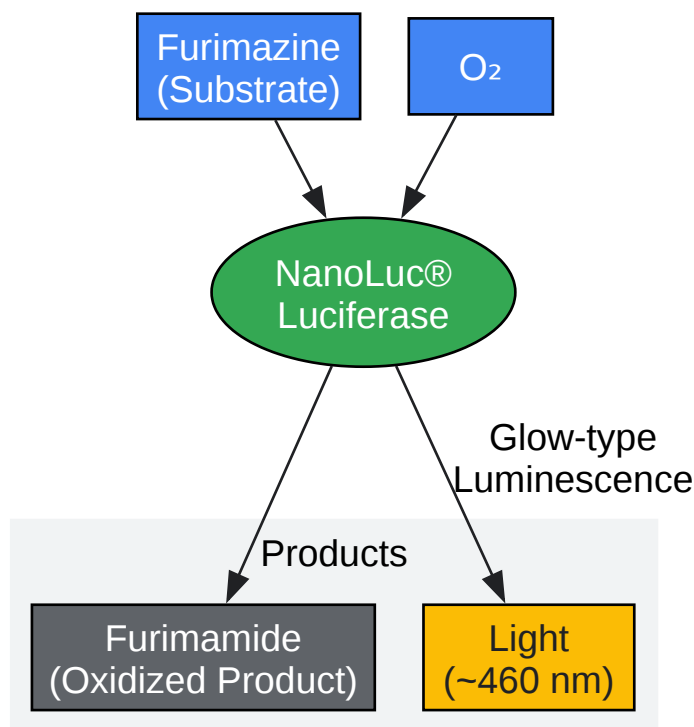 Furimazine
(Substrate)
O₂
NanoLuc®
Luciferase
Glow-type
Luminescence
Products
Furimamide
(Oxidized Product)
Light
(~460 nm)